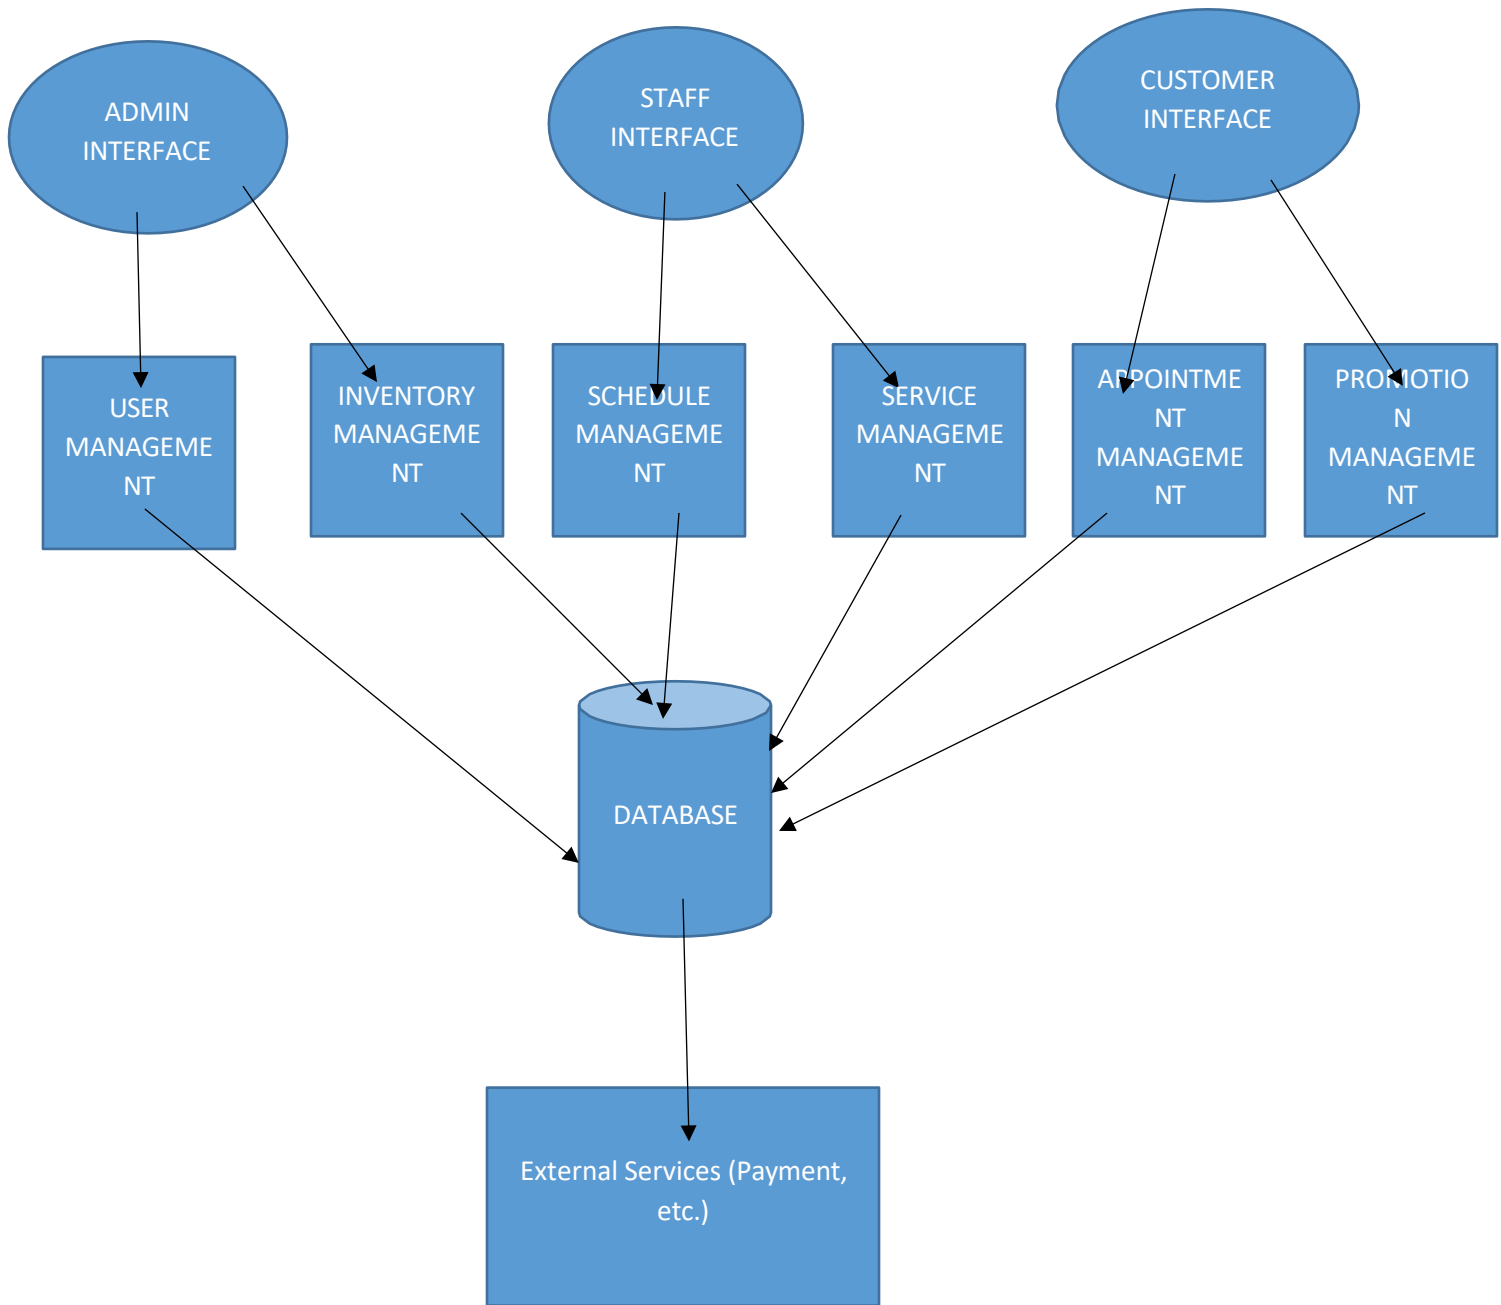 ADMIN
INTERFACE
STAFF
INTERFACE
CUSTOMER
INTERFACE
USER
MANAGEME
NT
INVENTORY
MANAGEME
NT
SCHEDULE
MANAGEME
NT
SERVICE
MANAGEME
NT
APPOINTME
NT
MANAGEME
NT
PROMOTIO
N
MANAGEME
NT
DATABASE
External Services (Payment,
etc.)